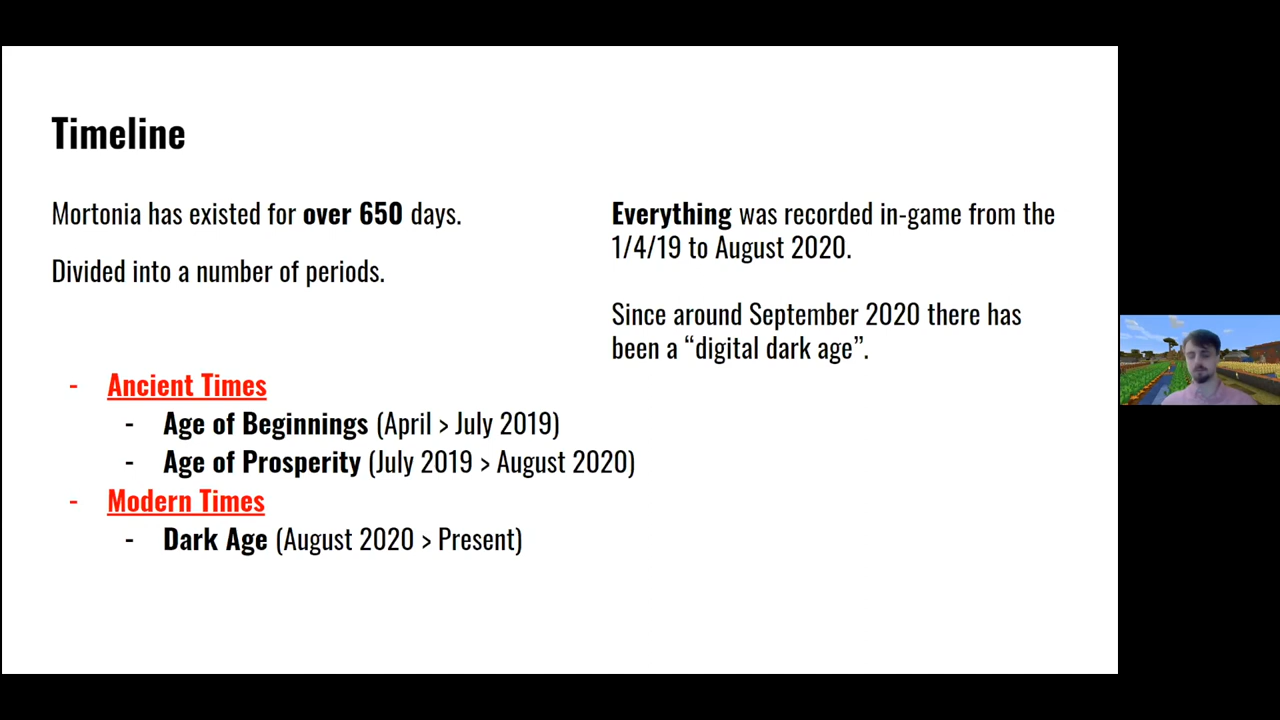 Timeline
Mortonia has existed for over 650 days.
Divided into a number of periods.
- Ancient Times
- Age of Beginnings (April > July 2019)
- Age of Prosperity (July 2019 > August 2020)
- Modern Times
- Dark Age (August 2020 > Present)
Everything was recorded in-game from the
1/4/19 to August 2020.
Since around September 2020 there has
been a “digital dark age”.